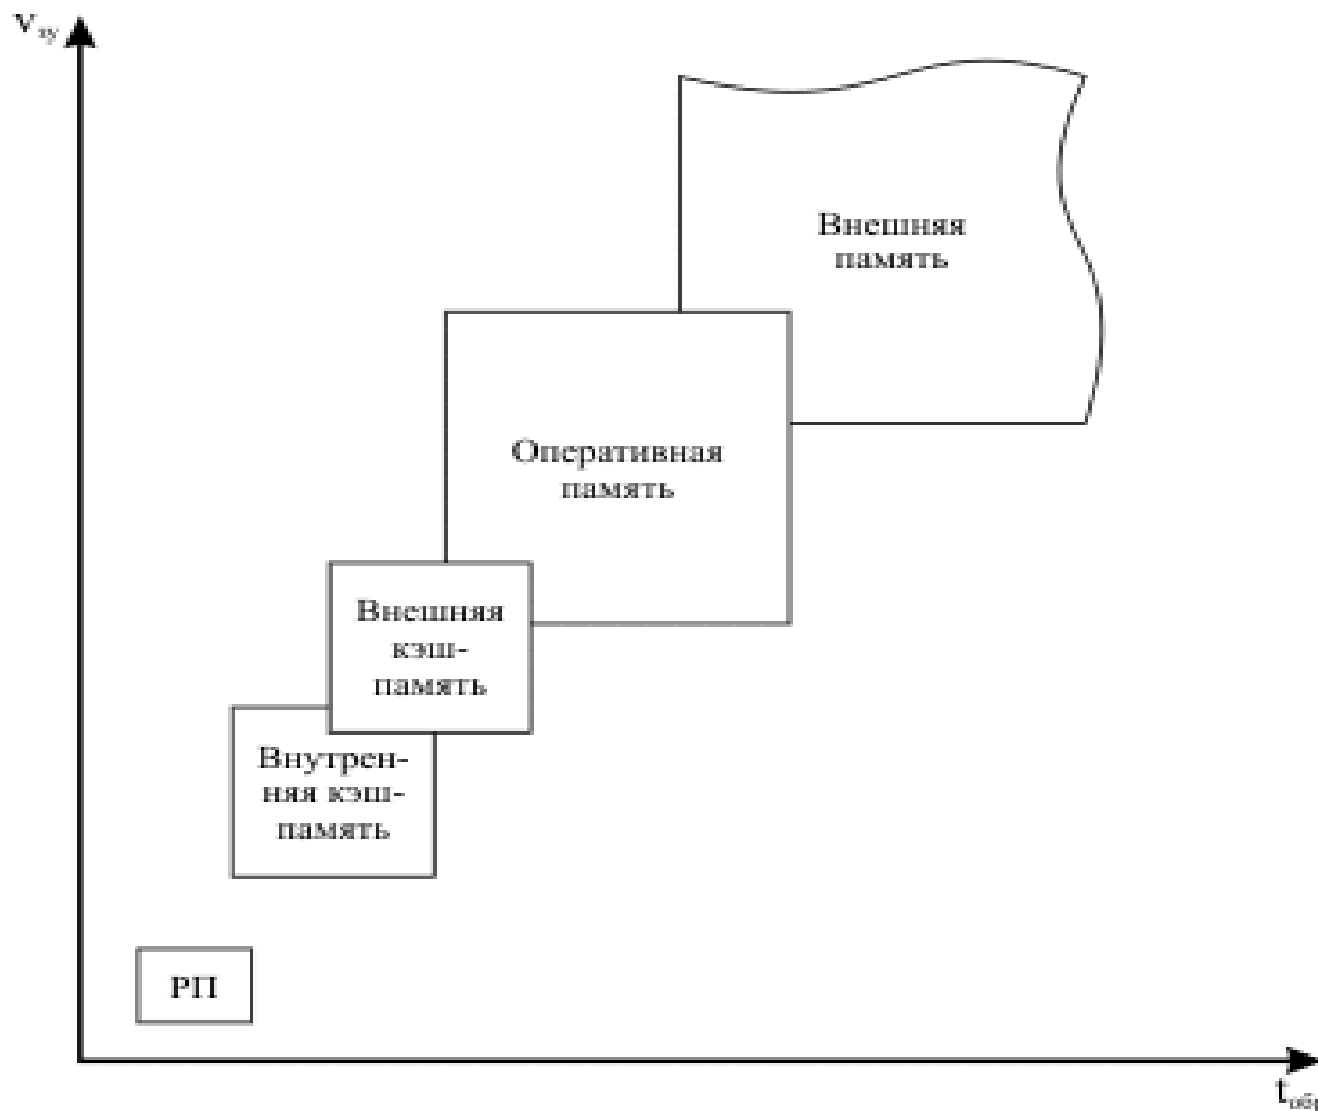 Vзу
Внешняя
память
Оперативная
память
Внешняя
кэш-
память
Внутрен-
няя кэш-
память
РП
tобр